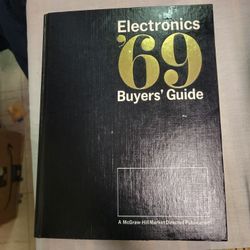 Electronics
'69
Buyers' Guide
A McGraw-Hill Market Directed Publication